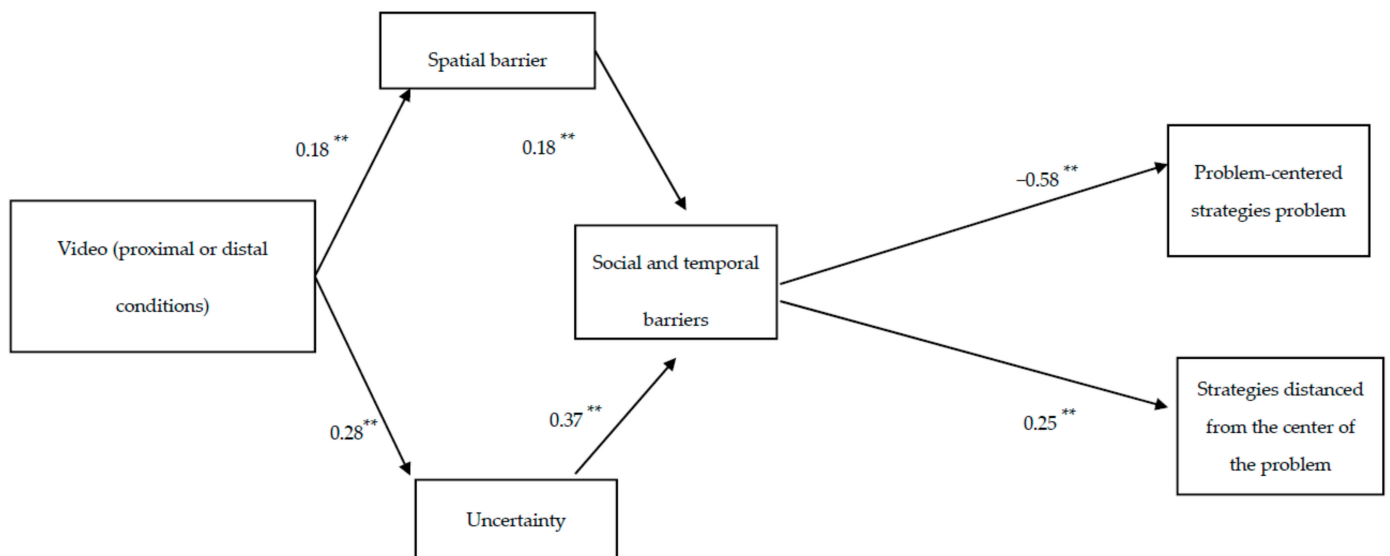 Spatial barrier
0.18 **
0.18 **
Video (proximal or distal
conditions)
Social and temporal
barriers
−0.58 **
Problem-centered
strategies problem
0.28**
0.37 **
0.25 **
Strategies distanced
from the center of
the problem
Uncertainty